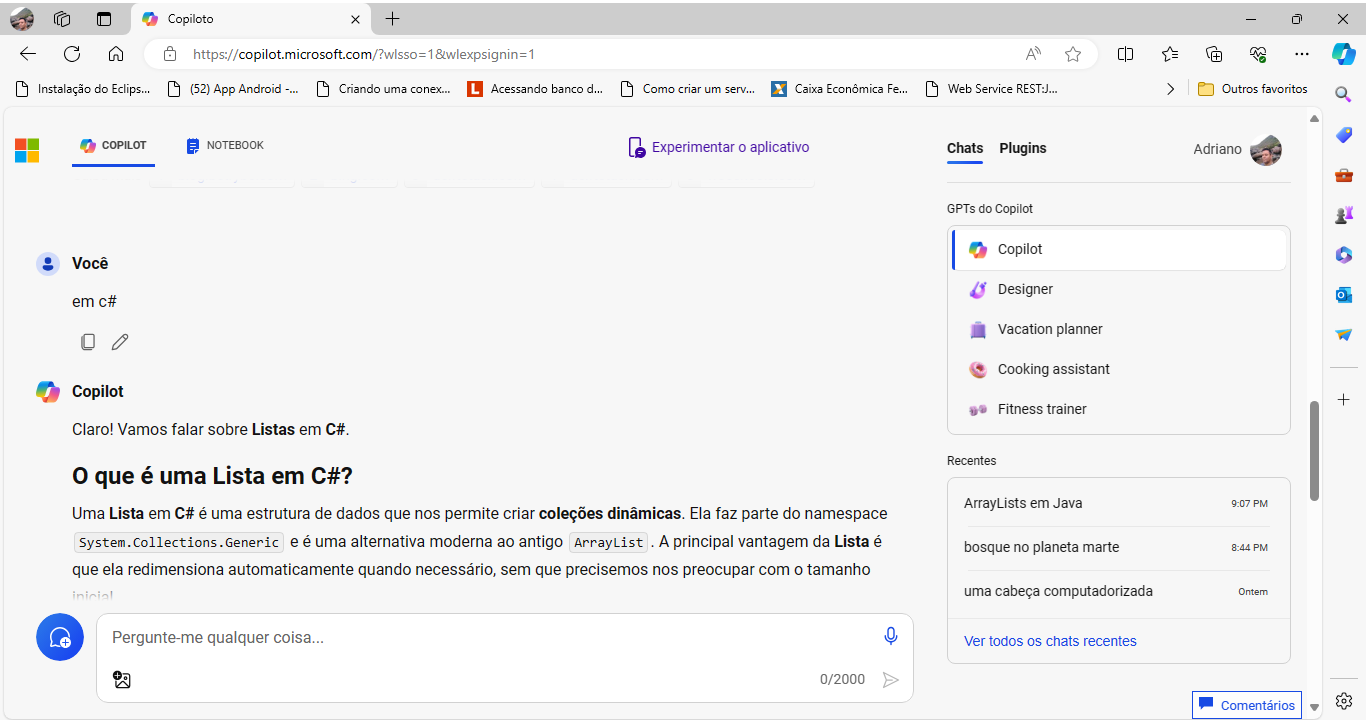 Copiloto
https://copilot.microsoft.com/?wlsso=1&wlexpsignin=1
Instalação do Eclips... (52) App Android -... Criando uma conex... Acessando banco d... Como criar um serv... Caixa Econômica Fe... Web Service REST:J... Outros favoritos
COPILOT NOTEBOOK Experimentar o aplicativo
Você
em c#
Copilot
Claro! Vamos falar sobre Listas em C#.
O que é uma Lista em C#?
Uma Lista em C# é uma estrutura de dados que nos permite criar coleções dinâmicas. Ela faz parte do namespace
System.Collections.Generic e é uma alternativa moderna ao antigo ArrayList. A principal vantagem da Lista é
que ela redimensiona automaticamente quando necessário, sem que precisemos nos preocupar com o tamanho
inicial
Pergunte-me qualquer coisa...
0/2000
Chats Plugins Adriano
GPTs do Copilot
Copilot
Designer
Vacation planner
Cooking assistant
Fitness trainer
Recentes
ArrayLists em Java 9:07 PM
bosque no planeta marte 8:44 PM
uma cabeça computadorizada Ontem
Ver todos os chats recentes
Comentários